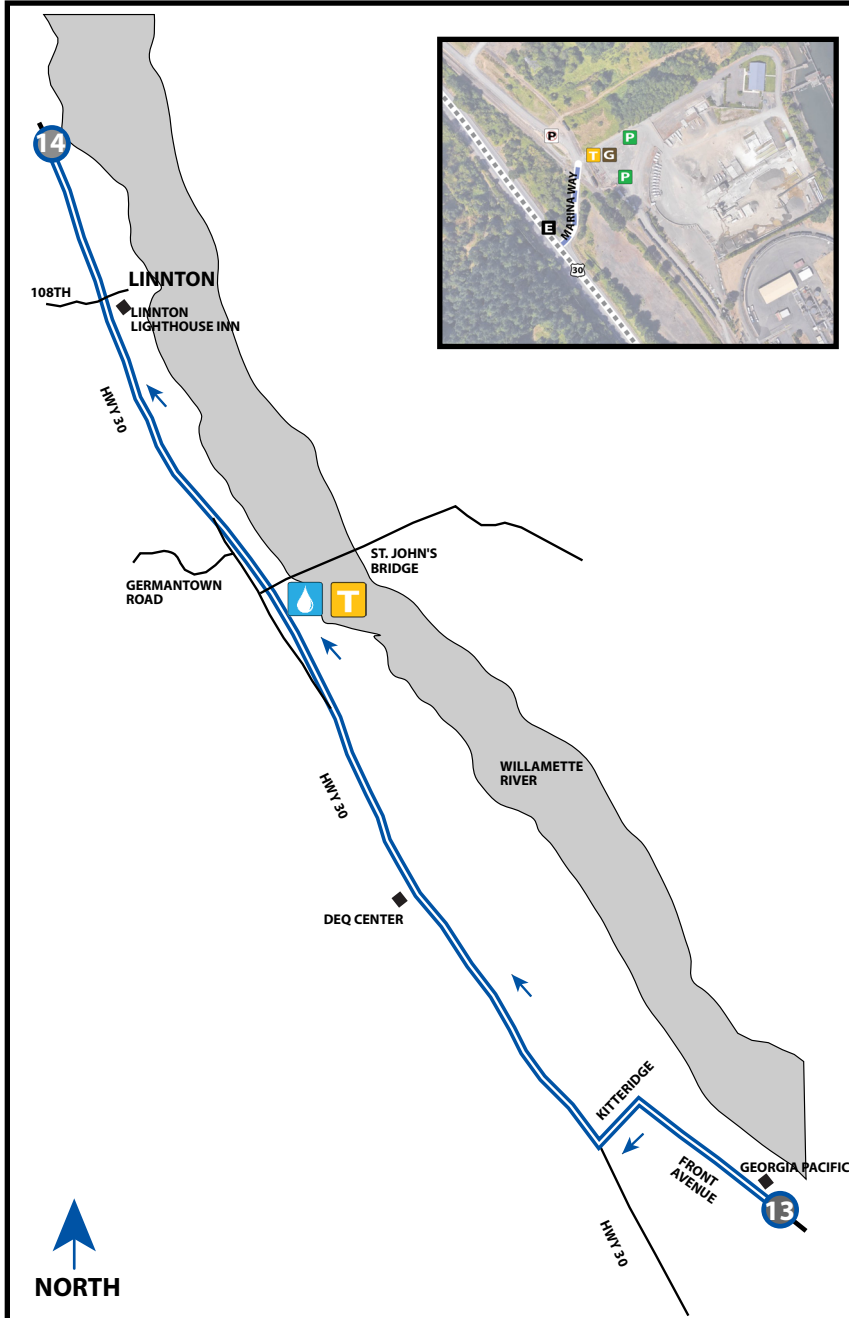 14
LINNTON
108TH
LINNTON
LIGHTHOUSE INN
HWY 30
P
T G
P
P
MARINA WAY
E
30
ST. JOHN'S
BRIDGE
GERMANTOWN
ROAD
T
WILLAMETTE
RIVER
HWY 30
DEQ CENTER
KITTERIDGE
FRONT
AVENUE
GEORGIA PACIFIC
13
HWY 30
NORTH